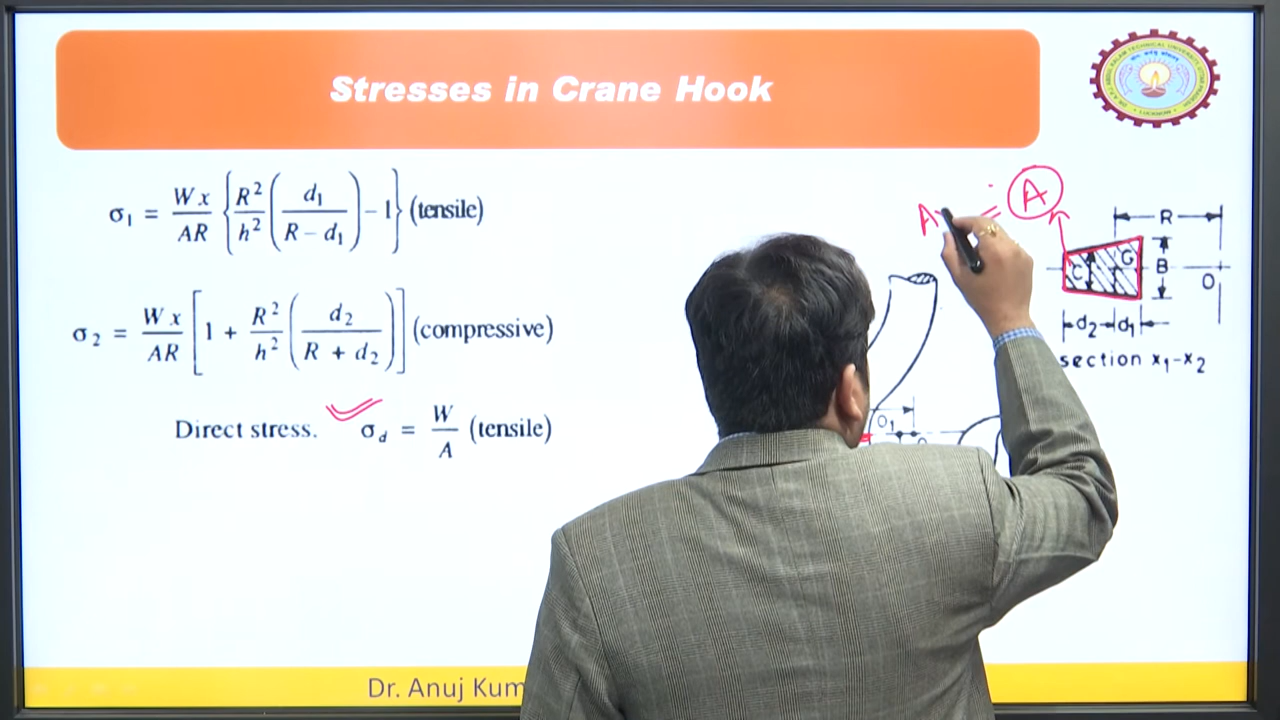 Stresses in Crane Hook
σ₁ = Wx/AR {R²/h² (d₁/(R – d₁)) – 1} (tensile)
σ₂ = Wx/AR [1 + R²/h² (d₂/(R + d₂))] (compressive)
Direct stress. σd = W/A (tensile)
A = A
R
C G B O
d₂ d₁
section x₁-x₂
O₁
Dr. Anuj